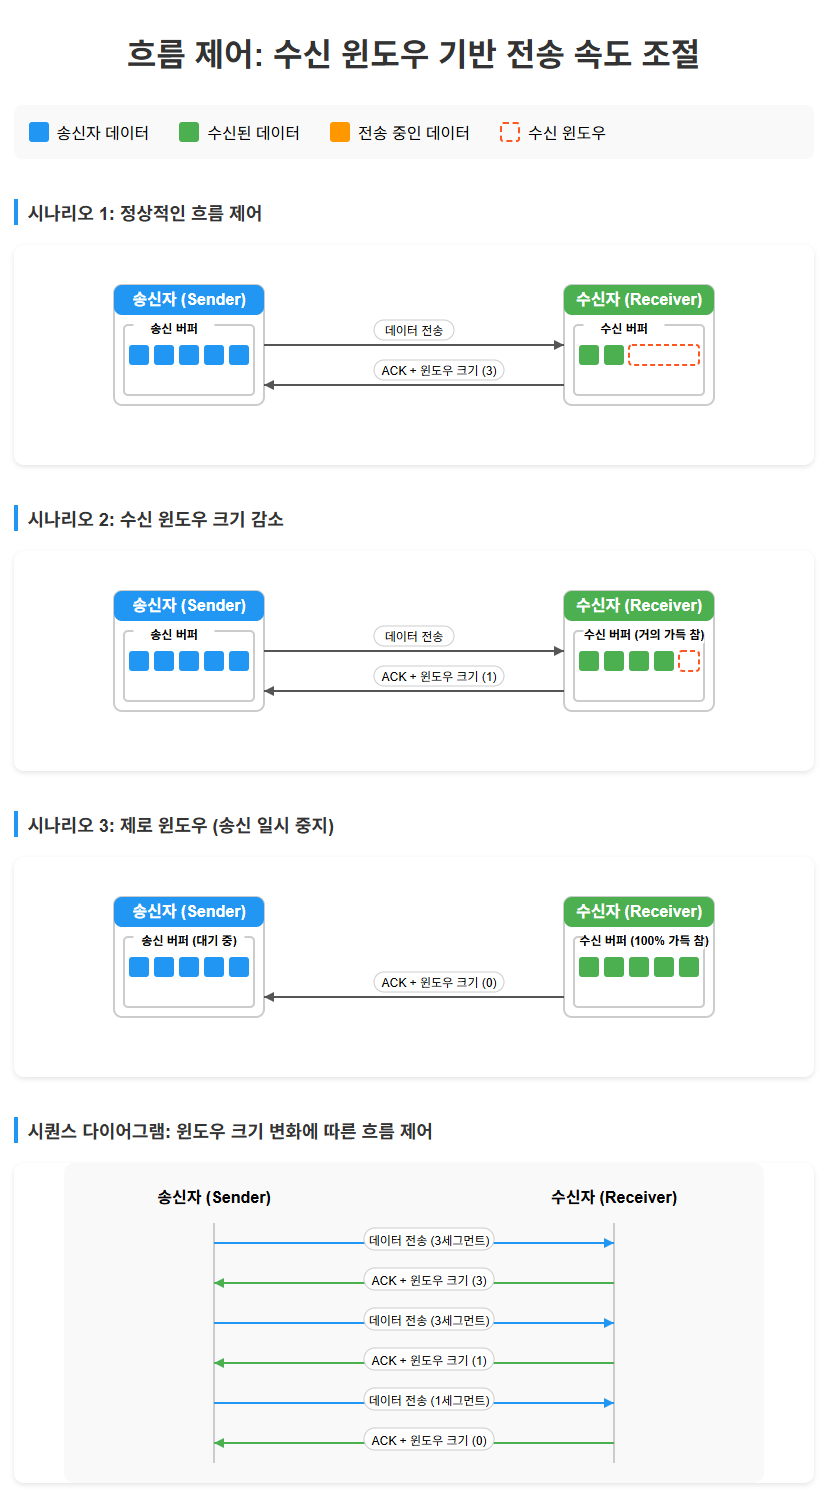 흐름 제어: 수신 윈도우 기반 전송 속도 조절
송신자 데이터
수신된 데이터
전송 중인 데이터
수신 윈도우
시나리오 1: 정상적인 흐름 제어
송신자 (Sender)
수신자 (Receiver)
송신 버퍼
수신 버퍼
데이터 전송
ACK + 윈도우 크기 (3)
시나리오 2: 수신 윈도우 크기 감소
송신자 (Sender)
수신자 (Receiver)
송신 버퍼
수신 버퍼 (거의 가득 참)
데이터 전송
ACK + 윈도우 크기 (1)
시나리오 3: 제로 윈도우 (송신 일시 중지)
송신자 (Sender)
수신자 (Receiver)
송신 버퍼 (대기 중)
수신 버퍼 (100% 가득 참)
ACK + 윈도우 크기 (0)
시퀀스 다이어그램: 윈도우 크기 변화에 따른 흐름 제어
송신자 (Sender)
수신자 (Receiver)
데이터 전송 (3세그먼트)
ACK + 윈도우 크기 (3)
데이터 전송 (3세그먼트)
ACK + 윈도우 크기 (1)
데이터 전송 (1세그먼트)
ACK + 윈도우 크기 (0)